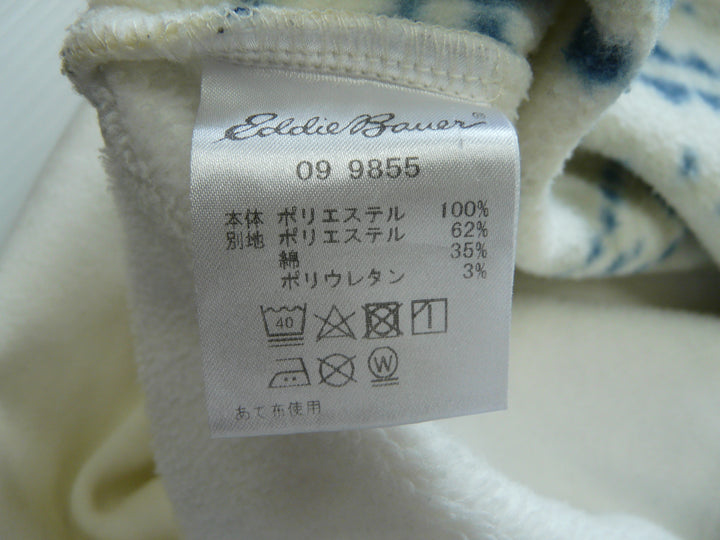 Eddie Bauer®
09 9855
本体 ポリエステル 100%
別地 ポリエステル 62%
綿 35%
ポリウレタン 3%
40
W
あて布使用